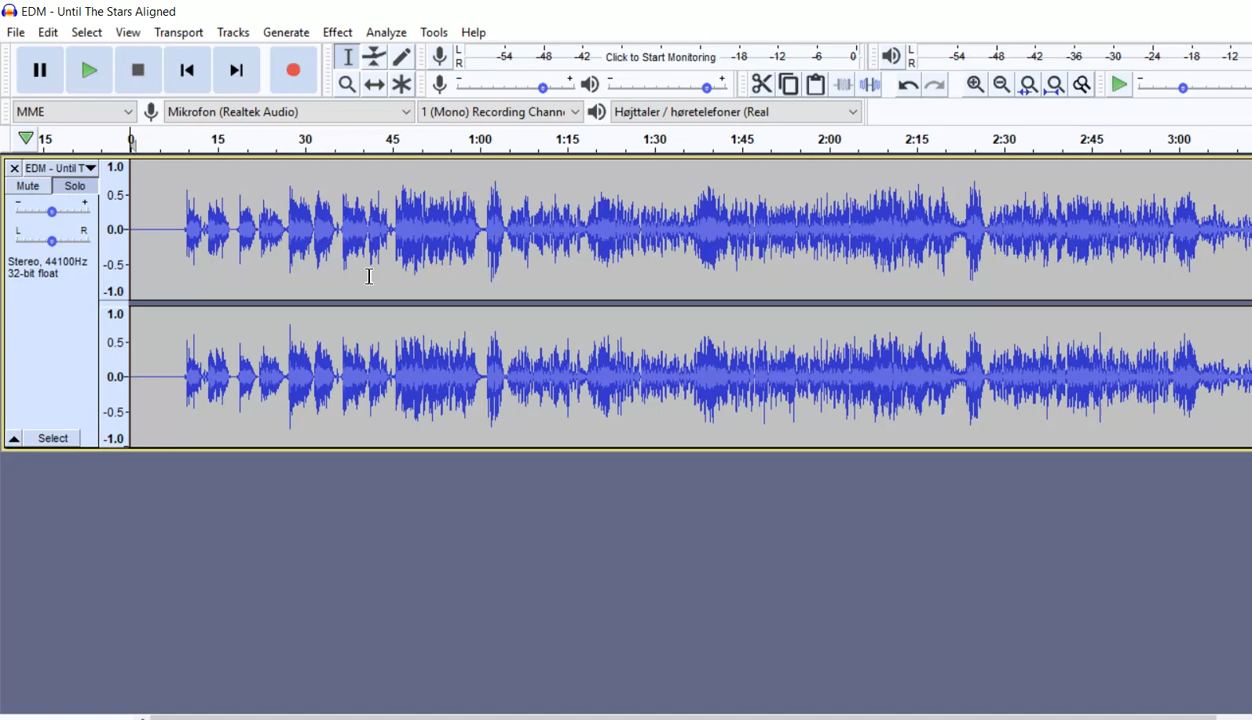 EDM - Until The Stars Aligned
File Edit Select View Transport Tracks Generate Effect Analyze Tools Help
L R -54 -48 -42 Click to Start Monitoring -18 -12 -6 0 L R -54 -48 -42 -36 -30 -24 -18 -12
- + - + -
MME Mikrofon (Realtek Audio) 1 (Mono) Recording Chann Højttaler / høretelefoner (Real
15 0 15 30 45 1:00 1:15 1:30 1:45 2:00 2:15 2:30 2:45 3:00
EDM - Until T 1.0
Mute Solo
- + 0.5
L R 0.0
Stereo, 44100Hz
32-bit float
-0.5
-1.0
1.0
0.5
0.0
-0.5
Select -1.0